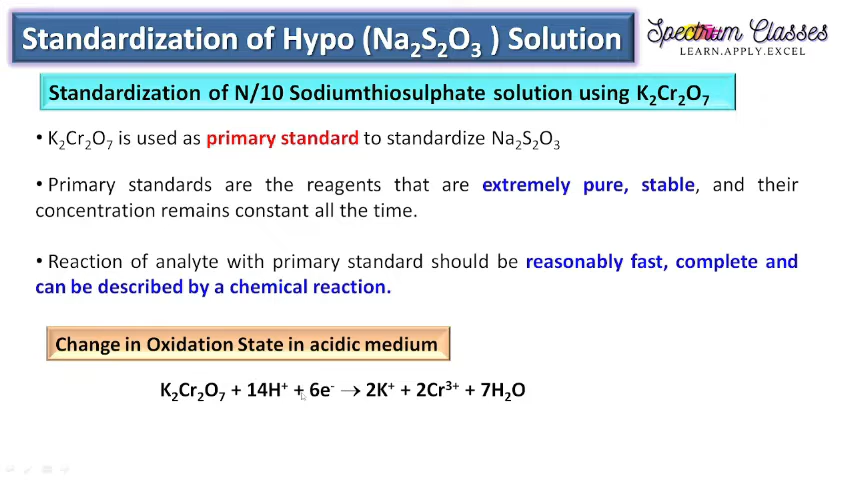 Standardization of Hypo (Na₂S₂O₃ ) Solution
Spectrum Classes
LEARN.APPLY.EXCEL
Standardization of N/10 Sodiumthiosulphate solution using K₂Cr₂O₇
• K₂Cr₂O₇ is used as primary standard to standardize Na₂S₂O₃
• Primary standards are the reagents that are extremely pure, stable, and their
concentration remains constant all the time.
• Reaction of analyte with primary standard should be reasonably fast, complete and
can be described by a chemical reaction.
Change in Oxidation State in acidic medium
K₂Cr₂O₇ + 14H⁺ + 6e⁻ → 2K⁺ + 2Cr³⁺ + 7H₂O